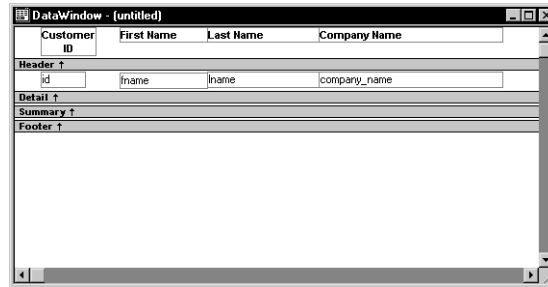 DataWindow - (untitled)
Customer ID First Name Last Name Company Name
Header ↑
id fname lname company_name
Detail ↑
Summary ↑
Footer ↑